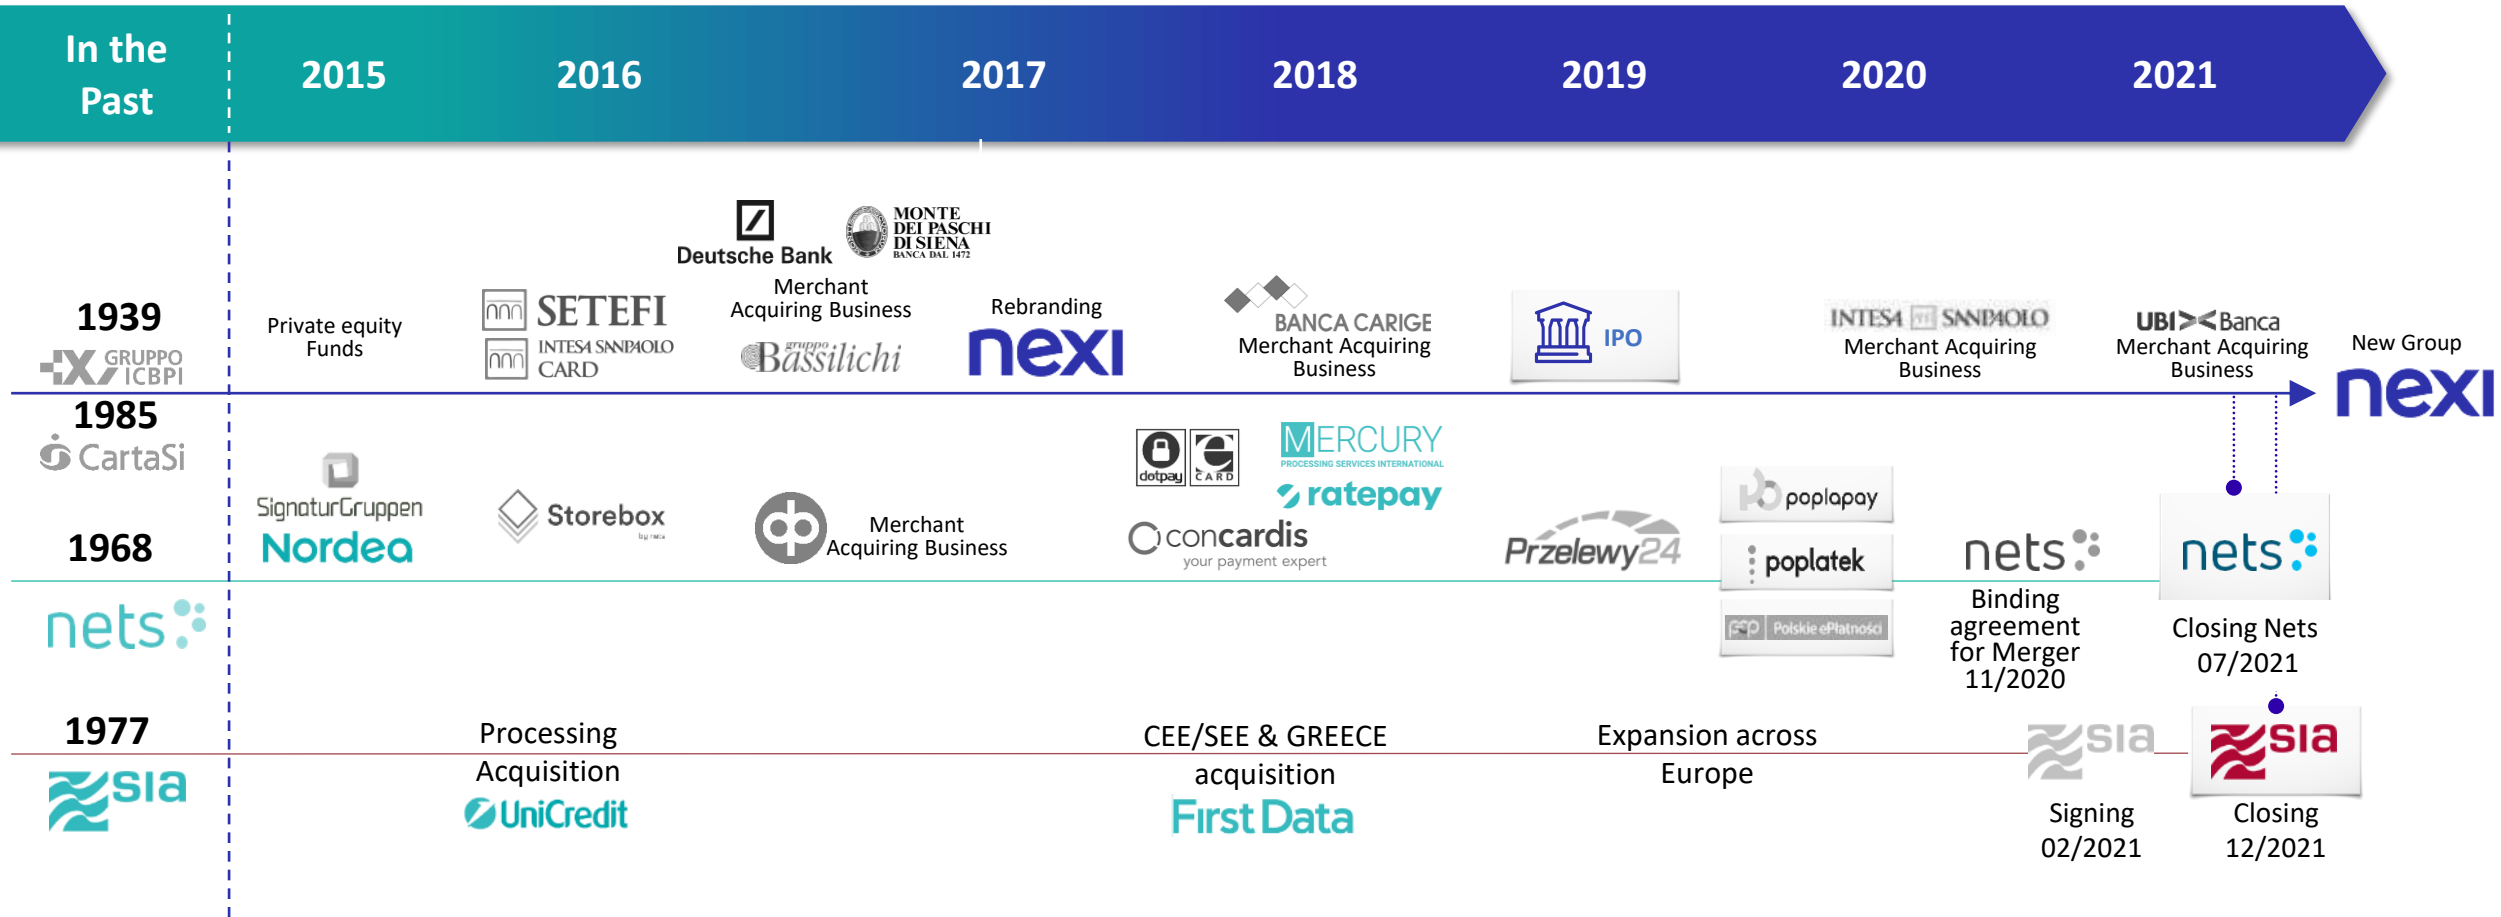 In the
Past
2015
2016
2017
2018
2019
2020
2021
1939
GRUPPO
ICBPI
Private equity
Funds
SETEFI
INTESA SANPAOLO
CARD
Deutsche Bank
MONTE
DEI PASCHI
DI SIENA
BANCA DAL 1472
Merchant
Acquiring Business
gruppo
Bassilichi
Rebranding
nexi
BANCA CARIGE
Merchant Acquiring
Business
IPO
INTESA SANPAOLO
Merchant Acquiring
Business
UBI Banca
Merchant Acquiring
Business
New Group
nexi
1985
CartaSi
1968
nets
SignaturGruppen
Nordea
Storebox
by nets
dp
Merchant
Acquiring Business
dotpay
e
CARD
MERCURY
PROCESSING SERVICES INTERNATIONAL
ratepay
concardis
your payment expert
Przelewy24
poplapay
poplatek
pep Polskie ePłatności
nets
Binding
agreement
for Merger
11/2020
nets
Closing Nets
07/2021
1977
sia
Processing
Acquisition
UniCredit
CEE/SEE & GREECE
acquisition
First Data
Expansion across
Europe
sia
Signing
02/2021
sia
Closing
12/2021